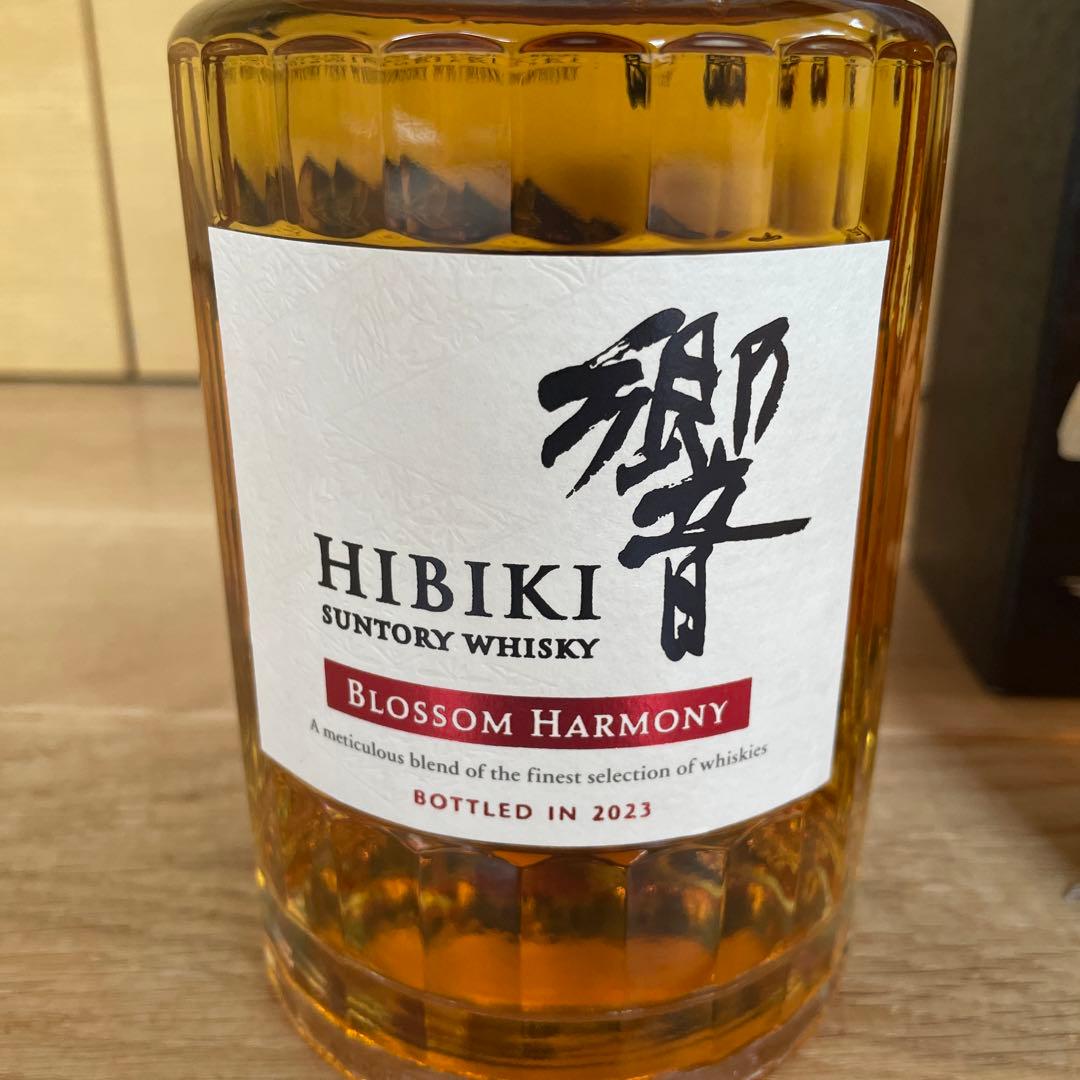 響
HIBIKI
SUNTORY WHISKY
BLOSSOM HARMONY
A meticulous blend of the finest selection of whiskies
BOTTLED IN 2023